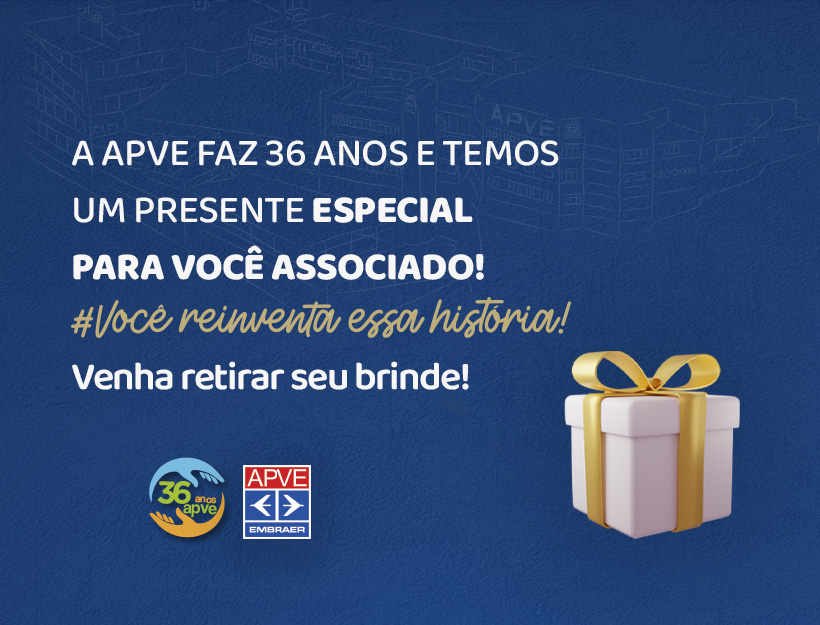 APVE
A APVE FAZ 36 ANOS E TEMOS
UM PRESENTE ESPECIAL
PARA VOCÊ ASSOCIADO!
#Você reinventa essa história!
Venha retirar seu brinde!
36 anos
apve
APVE
EMBRAER